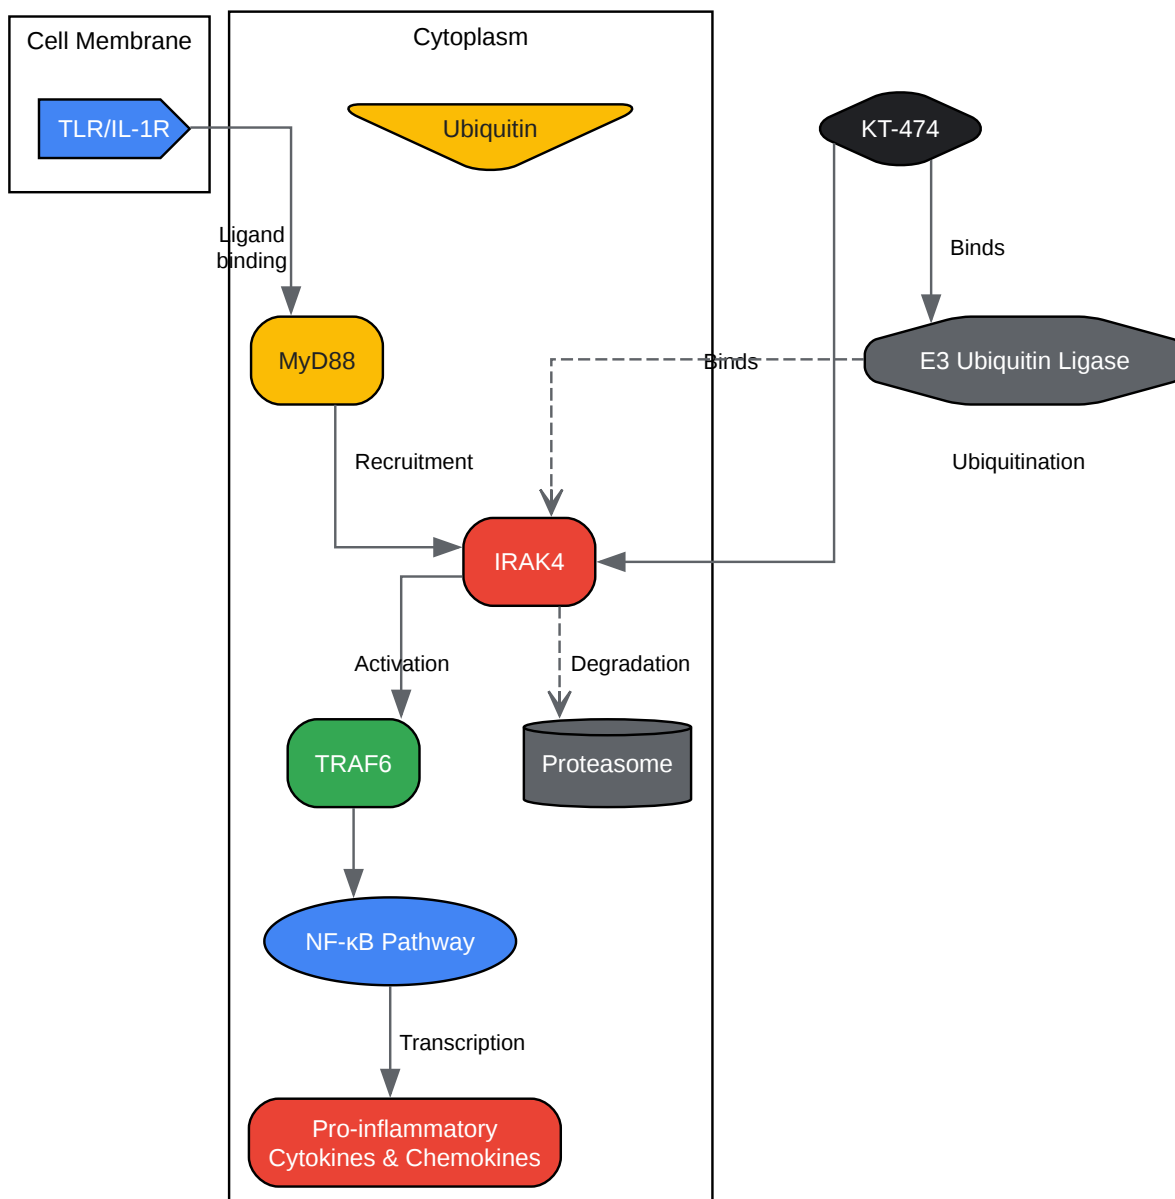 Cell Membrane
Cytoplasm
TLR/IL-1R
Ubiquitin
KT-474
Ligand
binding
Binds
MyD88
Binds
E3 Ubiquitin Ligase
Recruitment
Ubiquitination
IRAK4
Activation
Degradation
TRAF6
Proteasome
NF-κB Pathway
Transcription
Pro-inflammatory
Cytokines & Chemokines